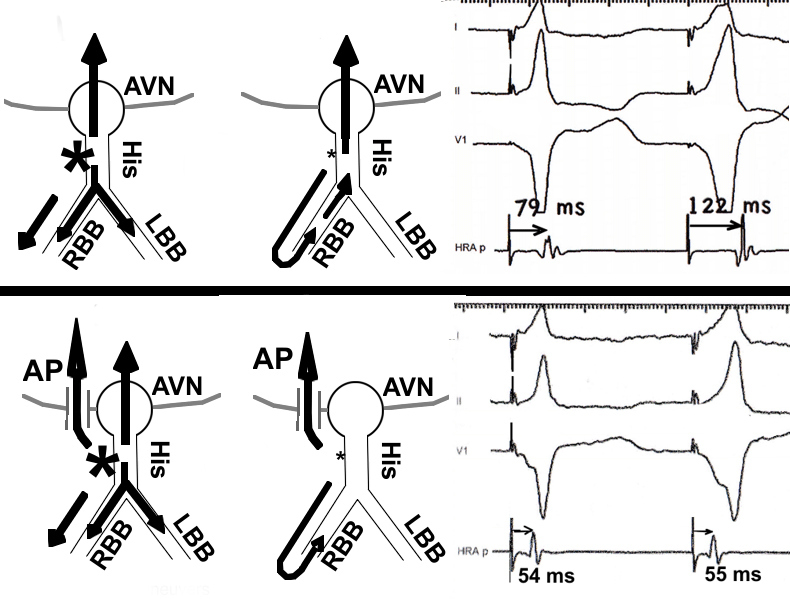 AVN
His
*
RBB
LBB
AVN
His
*
RBB
LBB
I
II
V1
79 ms
122 ms
HRA p
AP
AVN
His
*
RBB
LBB
AP
AVN
His
*
RBB
LBB
I
II
V1
HRA p
54 ms
55 ms